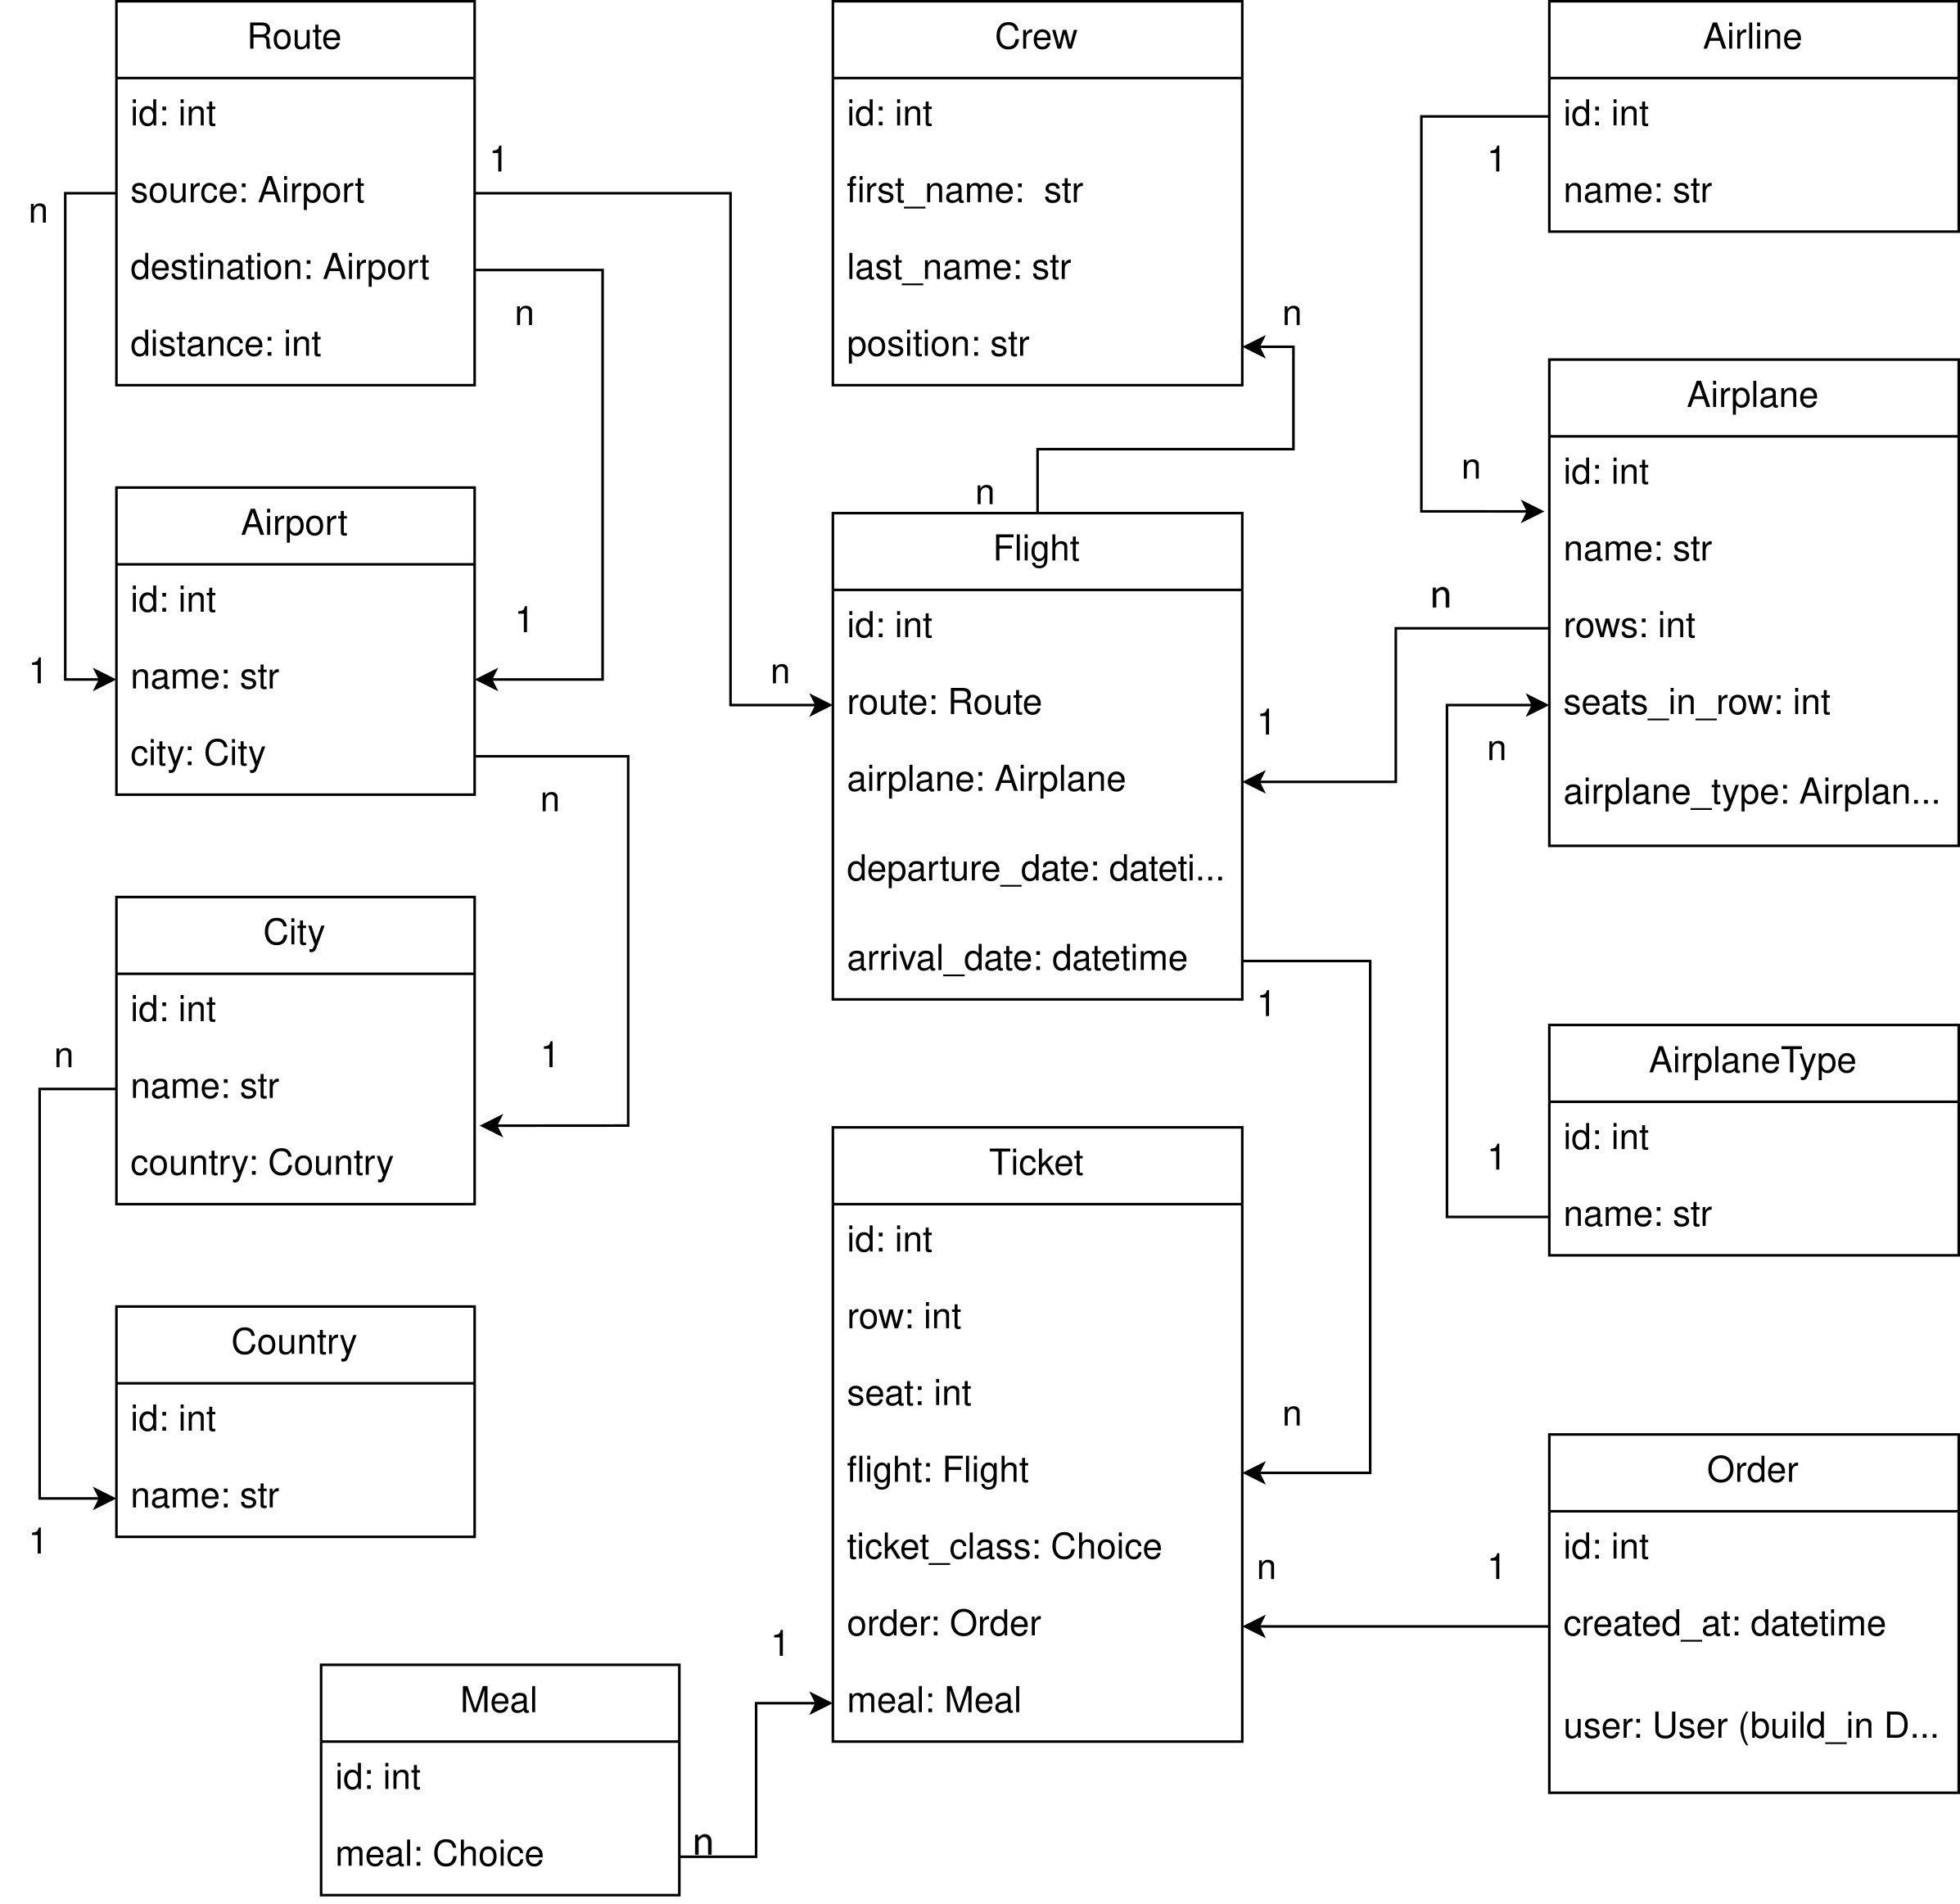 Route
id: int
source: Airport
destination: Airport
distance: int
n
1
n
1
n
1
Airport
id: int
name: str
city: City
n
1
City
id: int
name: str
country: Country
n
1
Country
id: int
name: str
1
Meal
id: int
meal: Choice
n
1
Crew
id: int
first_name:  str
last_name: str
position: str
n
n
Flight
id: int
route: Route
airplane: Airplane
departure_date: dateti...
arrival_date: datetime
1
1
n
Ticket
id: int
row: int
seat: int
flight: Flight
ticket_class: Choice
order: Order
meal: Meal
n
n
1
Airline
id: int
name: str
1
n
Airplane
id: int
name: str
rows: int
seats_in_row: int
airplane_type: Airplan...
n
1
AirplaneType
id: int
name: str
Order
id: int
created_at: datetime
user: User (build_in D...